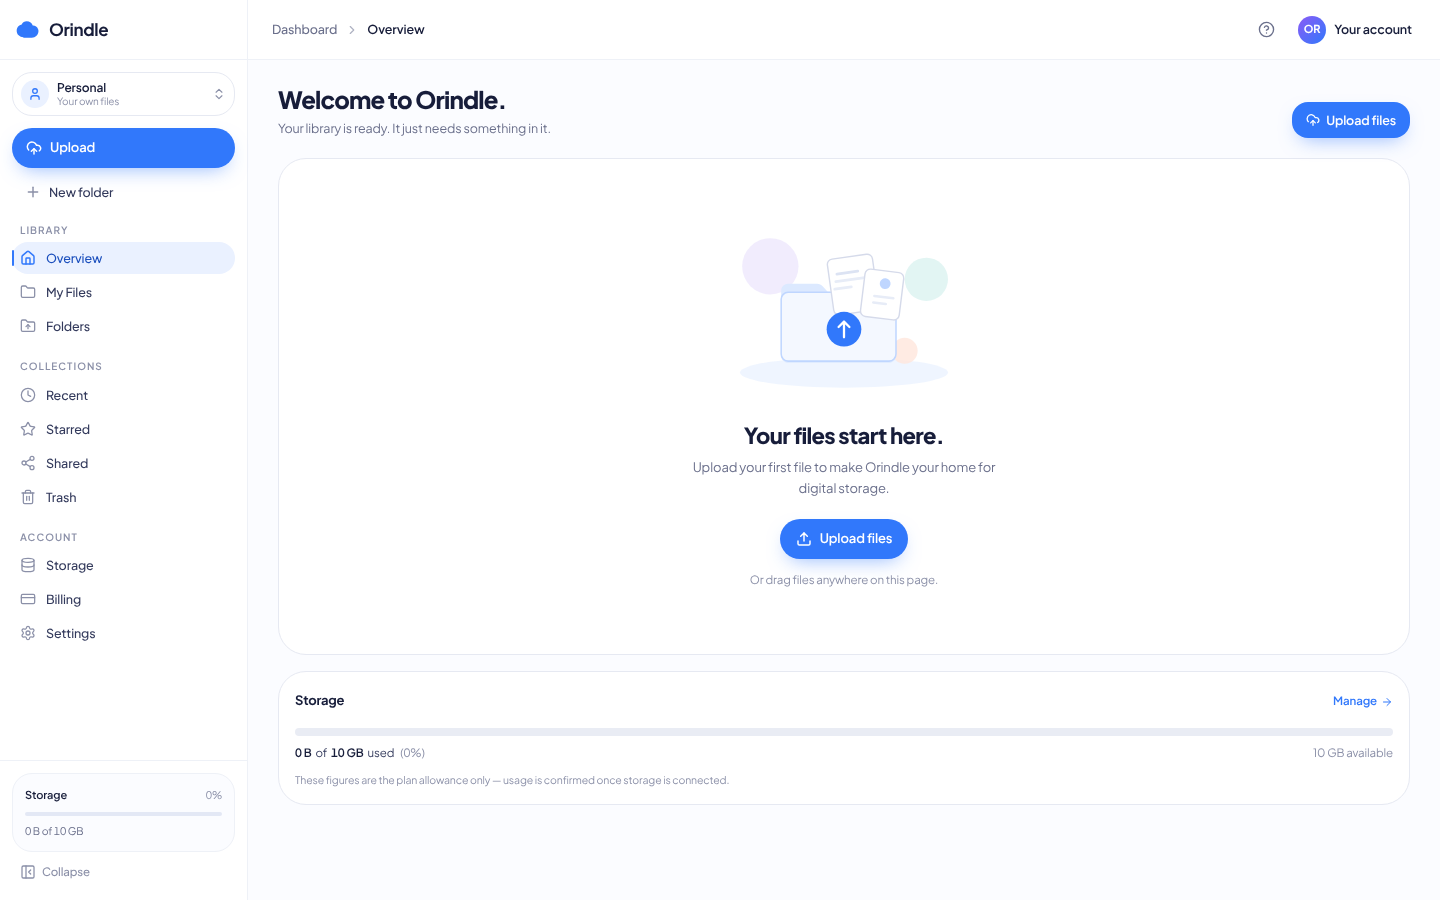 Orindle
Dashboard
Overview
OR
Your account
Personal
Your own files
Upload
New folder
LIBRARY
Overview
My Files
Folders
COLLECTIONS
Recent
Starred
Shared
Trash
ACCOUNT
Storage
Billing
Settings
Storage 0%
0 B of 10 GB
Collapse
Welcome to Orindle.
Your library is ready. It just needs something in it.
Upload files
Your files start here.
Upload your first file to make Orindle your home for
digital storage.
Upload files
Or drag files anywhere on this page.
Storage
Manage →
0 B of 10 GB used (0%)
10 GB available
These figures are the plan allowance only — usage is confirmed once storage is connected.